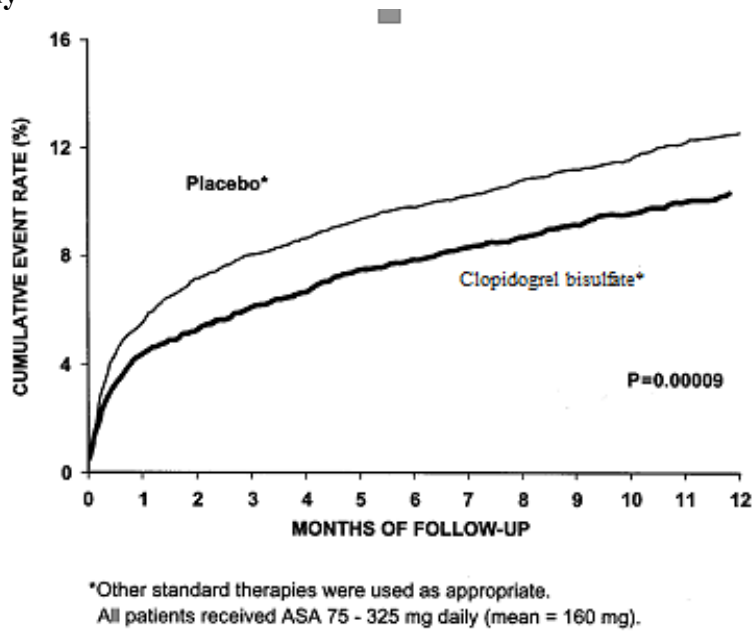 y
16
12
8
4
0
CUMULATIVE EVENT RATE (%)
Placebo*
Clopidogrel bisulfate*
P=0.00009
0 1 2 3 4 5 6 7 8 9 10 11 12
MONTHS OF FOLLOW-UP
*Other standard therapies were used as appropriate.
All patients received ASA 75 - 325 mg daily (mean = 160 mg).